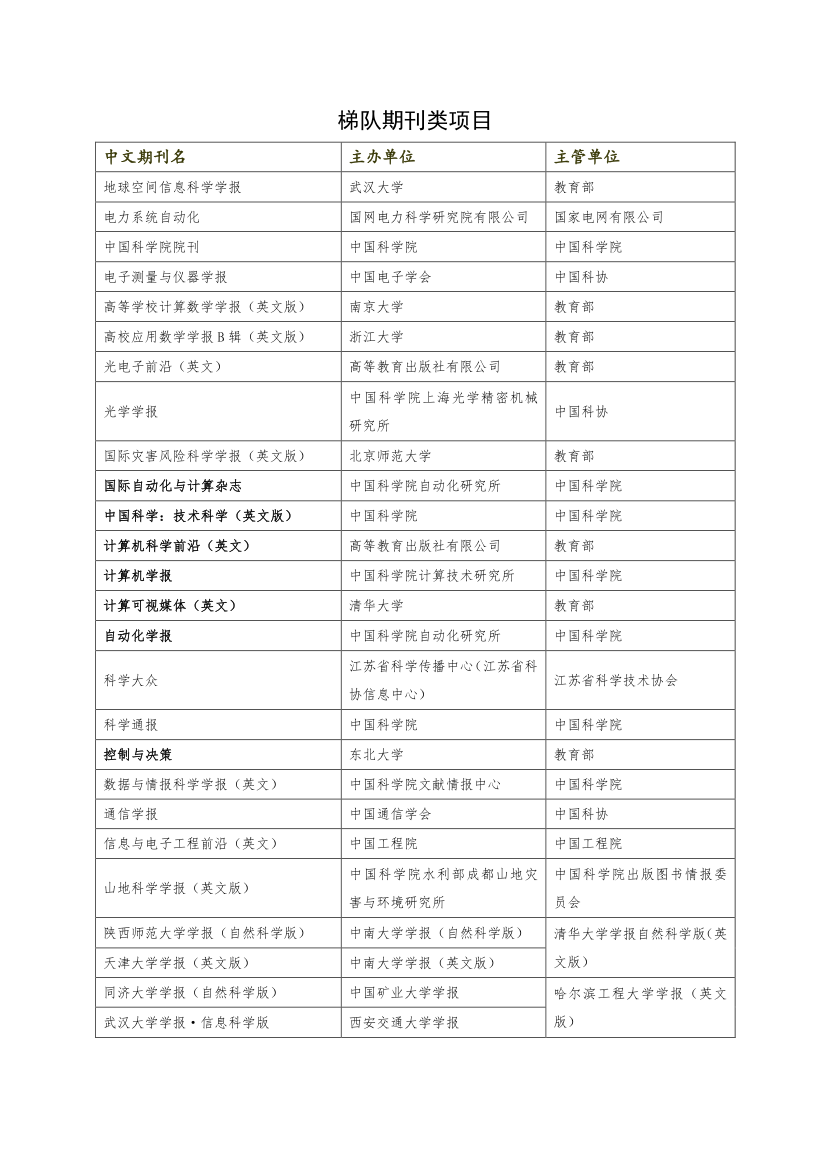 梯队期刊类项目
中文期刊名 主办单位 主管单位
地球空间信息科学学报 武汉大学 教育部
电力系统自动化 国网电力科学研究院有限公司 国家电网有限公司
中国科学院院刊 中国科学院 中国科学院
电子测量与仪器学报 中国电子学会 中国科协
高等学校计算数学学报（英文版） 南京大学 教育部
高校应用数学学报 B 辑（英文版） 浙江大学 教育部
光电子前沿（英文） 高等教育出版社有限公司 教育部
光学学报 中国科学院上海光学精密机械
研究所 中国科协
国际灾害风险科学学报（英文版） 北京师范大学 教育部
国际自动化与计算杂志 中国科学院自动化研究所 中国科学院
中国科学：技术科学（英文版） 中国科学院 中国科学院
计算机科学前沿（英文） 高等教育出版社有限公司 教育部
计算机学报 中国科学院计算技术研究所 中国科学院
计算可视媒体（英文） 清华大学 教育部
自动化学报 中国科学院自动化研究所 中国科学院
科学大众 江苏省科学传播中心（江苏省科
协信息中心） 江苏省科学技术协会
科学通报 中国科学院 中国科学院
控制与决策 东北大学 教育部
数据与情报科学学报（英文） 中国科学院文献情报中心 中国科学院
通信学报 中国通信学会 中国科协
信息与电子工程前沿（英文） 中国工程院 中国工程院
山地科学学报（英文版） 中国科学院水利部成都山地灾
害与环境研究所 中国科学院出版图书情报委
员会
陕西师范大学学报（自然科学版） 中南大学学报（自然科学版） 清华大学学报自然科学版（英
天津大学学报（英文版） 中南大学学报（英文版） 文版）
同济大学学报（自然科学版） 中国矿业大学学报 哈尔滨工程大学学报（英文
武汉大学学报·信息科学版 西安交通大学学报 版）